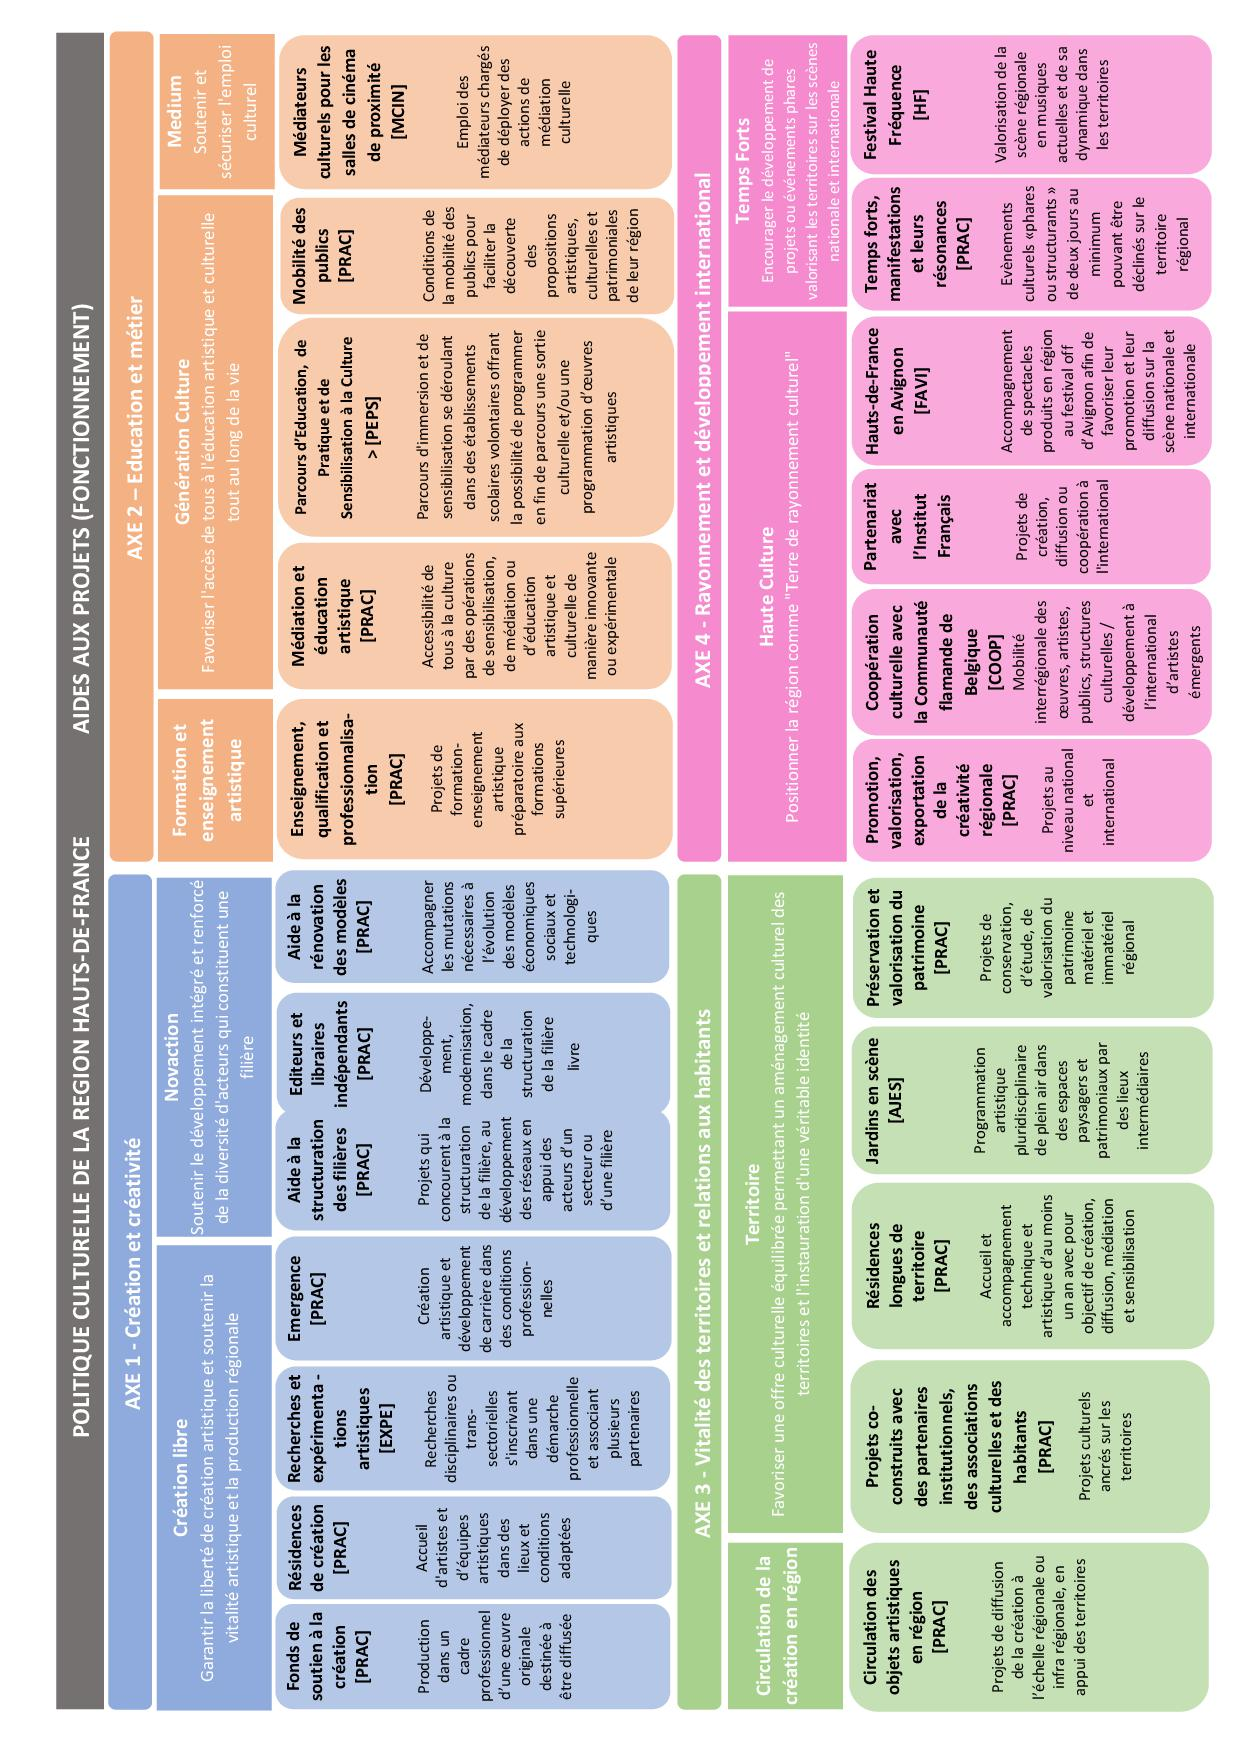 POLITIQUE CULTURELLE DE LA REGION HAUTS-DE-FRANCE
AIDES AUX PROJETS (FONCTIONNEMENT)
AXE 1 - Création et créativité
Création libre
Garantir la liberté de création artistique et soutenir la
vitalité artistique et la production régionale
Fonds de
soutien à la
création
[PRAC]
Production
dans un
cadre
professionnel
d'une œuvre
originale
destinée à
être diffusée
Résidences
de création
[PRAC]
Accueil
d'artistes et
d'équipes
artistiques
dans des
lieux et
conditions
adaptées
Recherches et
expérimenta -
tions
artistiques
[EXPE]
Recherches
disciplinaires ou
trans-
sectorielles
s'inscrivant
dans une
démarche
professionnelle
et associant
plusieurs
partenaires
Emergence
[PRAC]
Création
artistique et
développement
de carrière dans
des conditions
profession-
nelles
Novaction
Soutenir le développement intégré et renforcé
de la diversité d'acteurs qui constituent une
filière
Aide à la
structuration
des filières
[PRAC]
Projets qui
concourent à la
structuration
de la filière, au
développement
des réseaux en
appui des
acteurs d'un
secteur ou
d'une filière
Editeurs et
libraires
indépendants
[PRAC]
Développe-
ment,
modernisation,
dans le cadre
de la
structuration
de la filière
livre
Aide à la
rénovation
des modèles
[PRAC]
Accompagner
les mutations
nécessaires à
l'évolution
des modèles
économiques
sociaux et
technologi-
ques
AXE 2 – Education et métier
Formation et
enseignement
artistique
Enseignement,
qualification et
professionnalisa-
tion
[PRAC]
Projets de
formation-
enseignement
artistique
préparatoire aux
formations
supérieures
Génération Culture
Favoriser l'accès de tous à l'éducation artistique et culturelle
tout au long de la vie
Médiation et
éducation
artistique
[PRAC]
Accessibilité de
tous à la culture
par des opérations
de sensibilisation,
de médiation ou
d'éducation
artistique et
culturelle de
manière innovante
ou expérimentale
Parcours d'Education, de
Pratique et de
Sensibilisation à la Culture
> [PEPS]
Parcours d'immersion et de
sensibilisation se déroulant
dans des établissements
scolaires volontaires offrant
la possibilité de programmer
en fin de parcours une sortie
culturelle et/ou une
programmation d'œuvres
artistiques
Mobilité des
publics
[PRAC]
Conditions de
la mobilité des
publics pour
faciliter la
découverte
des
propositions
artistiques,
culturelles et
patrimoniales
de leur région
Medium
Soutenir et
sécuriser l'emploi
culturel
Médiateurs
culturels pour les
salles de cinéma
de proximité
[MCIN]
Emploi des
médiateurs chargés
de déployer des
actions de
médiation
culturelle
AXE 3 - Vitalité des territoires et relations aux habitants
Circulation de la
création en région
Circulation des
objets artistiques
en région
[PRAC]
Projets de diffusion
de la création à
l'échelle régionale ou
infra régionale, en
appui des territoires
Territoire
Favoriser une offre culturelle équilibrée permettant un aménagement culturel des
territoires et l'instauration d'une véritable identité
Projets co-
construits avec
des partenaires
institutionnels,
des associations
culturelles et des
habitants
[PRAC]
Projets culturels
ancrés sur les
territoires
Résidences
longues de
territoire
[PRAC]
Accueil et
accompagnement
technique et
artistique d'au moins
un an avec pour
objectif de création,
diffusion, médiation
et sensibilisation
Jardins en scène
[AJES]
Programmation
artistique
pluridisciplinaire
de plein air dans
des espaces
paysagers et
patrimoniaux par
des lieux
intermédiaires
Préservation et
valorisation du
patrimoine
[PRAC]
Projets de
conservation,
d'étude, de
valorisation du
patrimoine
matériel et
immatériel
régional
AXE 4 - Rayonnement et développement international
Haute Culture
Positionner la région comme "Terre de rayonnement culturel"
Promotion,
valorisation,
exportation
de la
créativité
régionale
[PRAC]
Projets au
niveau national
et
international
Coopération
culturelle avec
la Communauté
flamande de
Belgique
[COOP]
Mobilité
interrégionale des
œuvres, artistes,
publics, structures
culturelles /
développement à
l'international
d'artistes
émergents
Partenariat
avec
l'Institut
Français
Projets de
création,
diffusion ou
coopération à
l'international
Hauts-de-France
en Avignon
[FAVI]
Accompagnement
de spectacles
produits en région
au festival off
d'Avignon afin de
favoriser leur
promotion et leur
diffusion sur la
scène nationale et
internationale
Temps Forts
Encourager le développement de
projets ou événements phares
valorisant les territoires sur les scènes
nationale et internationale
Temps forts,
manifestations
et leurs
résonances
[PRAC]
Evènements
culturels «phares
ou structurants »
de deux jours au
minimum
pouvant être
déclinés sur le
territoire
régional
Festival Haute
Fréquence
[HF]
Valorisation de la
scène régionale
en musiques
actuelles et de sa
dynamique dans
les territoires